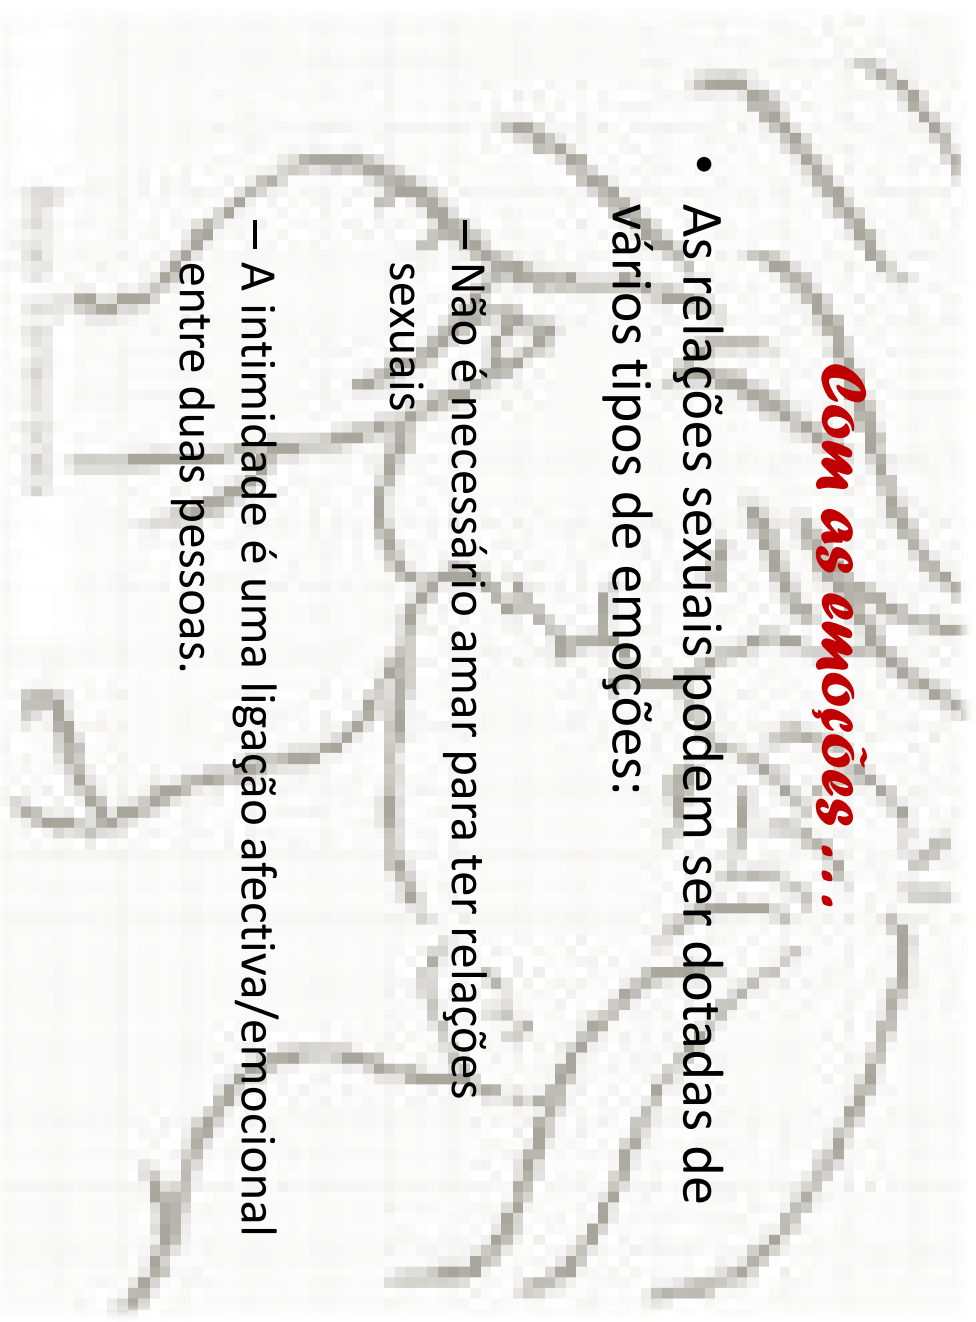 Com as emoções ...
• As relações sexuais podem ser dotadas de
vários tipos de emoções:
– Não é necessário amar para ter relações
sexuais
– A intimidade é uma ligação afectiva/emocional
entre duas pessoas.